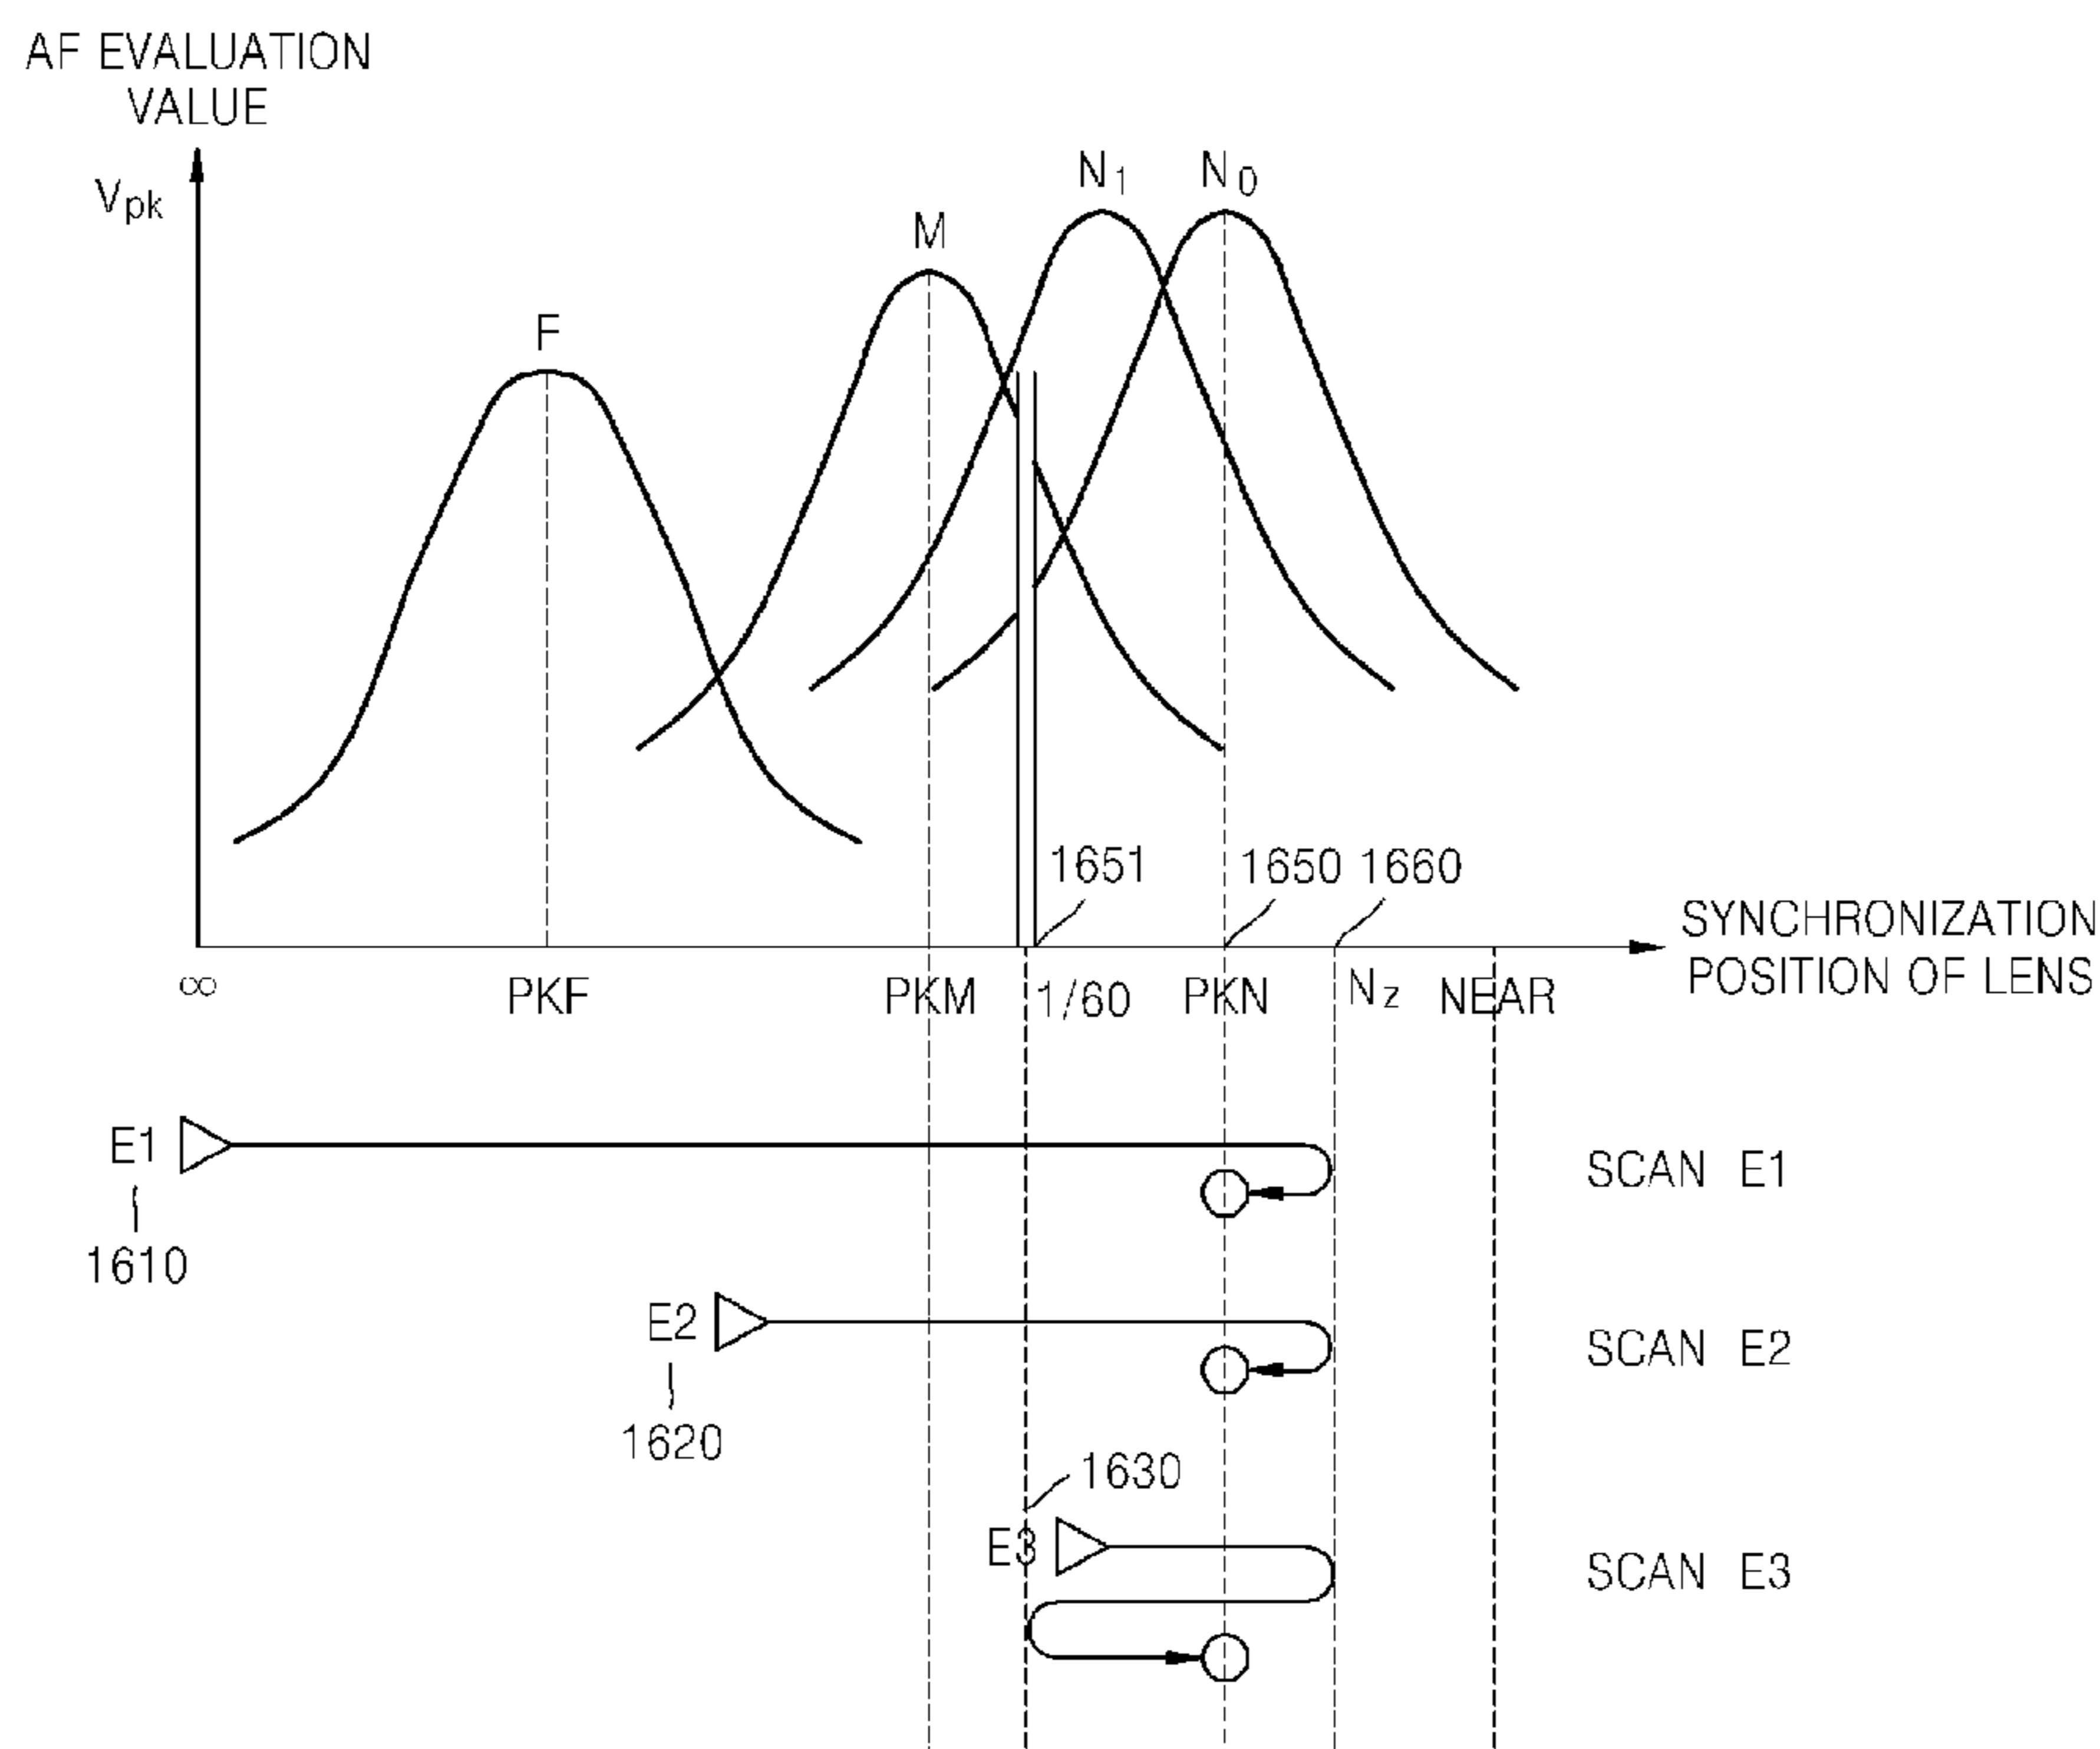 AF EVALUATION
VALUE
Vpk
F
M
N1
N0
1651
1650
1660
SYNCHRONIZATION
POSITION OF LENS
∞
PKF
PKM
1/60
PKN
Nz
NEAR
E1
SCAN E1
1610
E2
SCAN E2
1620
1630
E3
SCAN E3